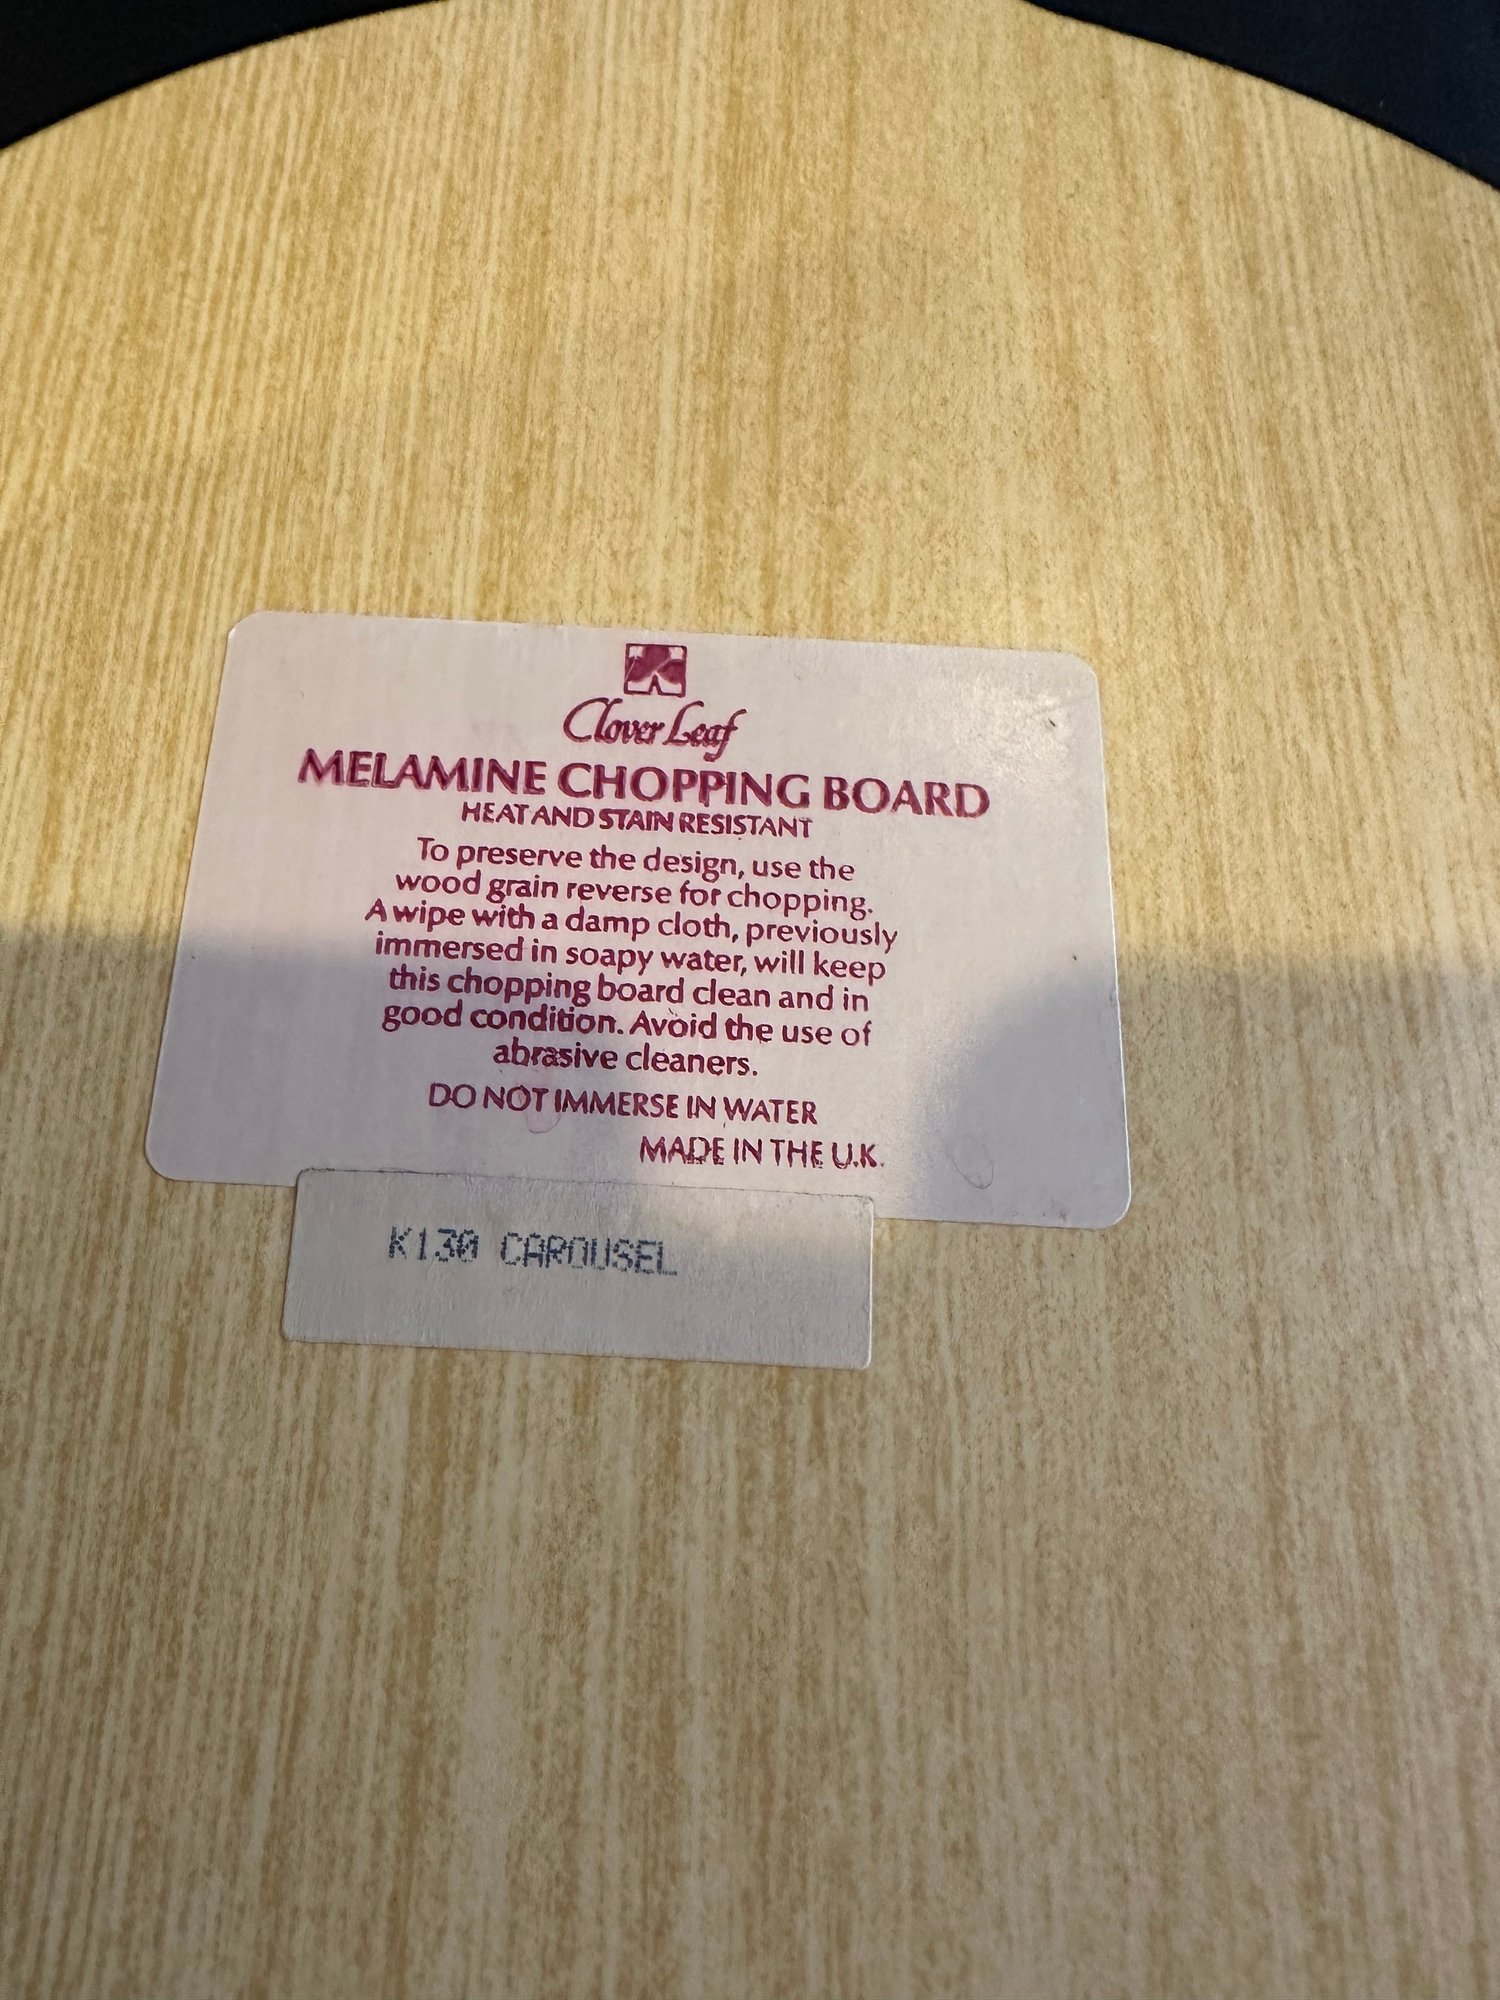 Clover Leaf
MELAMINE CHOPPING BOARD
HEAT AND STAIN RESISTANT
To preserve the design, use the
wood grain reverse for chopping.
A wipe with a damp cloth, previously
immersed in soapy water, will keep
this chopping board clean and in
good condition. Avoid the use of
abrasive cleaners.
DO NOT IMMERSE IN WATER
MADE IN THE U.K.
K130 CAROUSEL